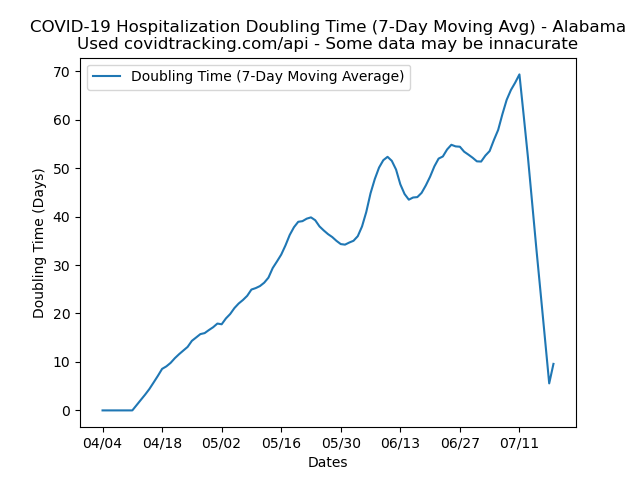 COVID-19 Hospitalization Doubling Time (7-Day Moving Avg) - Alabama
Used covidtracking.com/api - Some data may be innacurate
Doubling Time (7-Day Moving Average)
Doubling Time (Days)
70
60
50
40
30
20
10
0
04/04 04/18 05/02 05/16 05/30 06/13 06/27 07/11
Dates